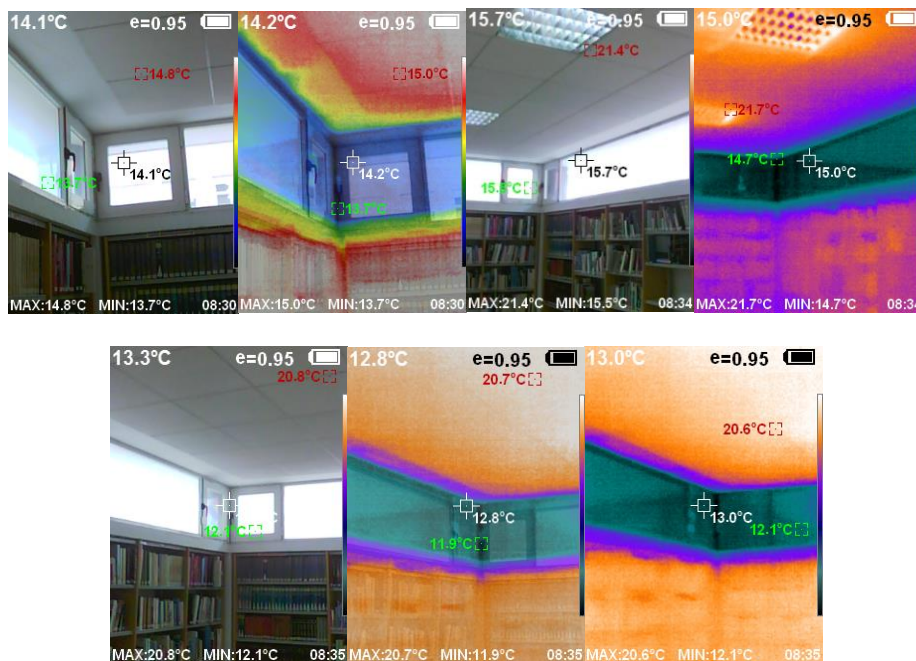 14.1°C e=0.95
14.8°C
14.1°C
MAX:14.8°C MIN:13.7°C 08:30
14.2°C e=0.95
15.0°C
14.2°C
13.7°C
MAX:15.0°C MIN:13.7°C 08:30
15.7°C e=0.95
21.4°C
15.7°C
MAX:21.4°C MIN:15.5°C 08:34
15.0°C e=0.95
21.7°C
14.7°C
15.0°C
MAX:21.7°C MIN:14.7°C 08:34
13.3°C e=0.95
20.8°C
12.1°C
MAX:20.8°C MIN:12.1°C 08:35
12.8°C e=0.95
20.7°C
12.8°C
11.9°C
MAX:20.7°C MIN:11.9°C 08:35
13.0°C e=0.95
20.6°C
13.0°C
12.1°C
MAX:20.6°C MIN:12.1°C 08:35